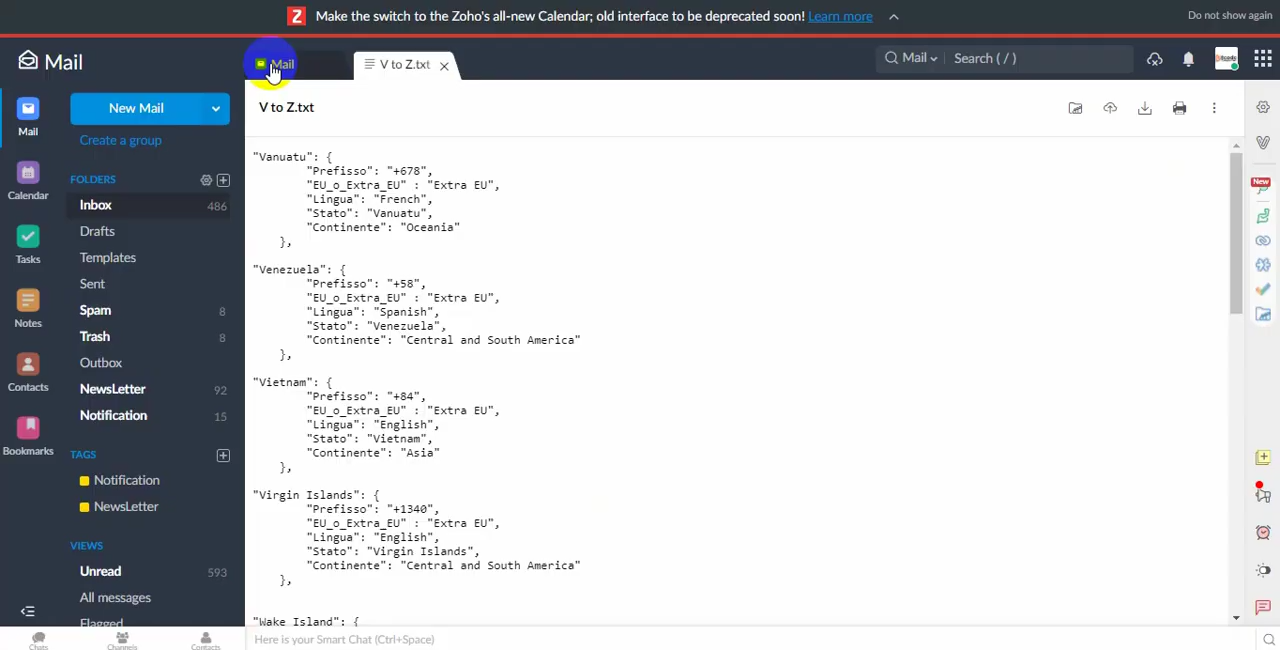 Z Make the switch to the Zoho's all-new Calendar; old interface to be deprecated soon! Learn more
Do not show again
Mail
Mail
V to Z.txt
Mail
Search ( / )
New Mail
Create a group
Mail
Calendar
Tasks
Notes
Contacts
Bookmarks
FOLDERS
Inbox 486
Drafts
Templates
Sent
Spam 8
Trash 8
Outbox
NewsLetter 92
Notification 15
TAGS
Notification
NewsLetter
VIEWS
Unread 593
All messages
Flagged
V to Z.txt
"Vanuatu": {
"Prefisso": "+678",
"EU_o_Extra_EU" : "Extra EU",
"Lingua": "French",
"Stato": "Vanuatu",
"Continente": "Oceania"
},
"Venezuela": {
"Prefisso": "+58",
"EU_o_Extra_EU" : "Extra EU",
"Lingua": "Spanish",
"Stato": "Venezuela",
"Continente": "Central and South America"
},
"Vietnam": {
"Prefisso": "+84",
"EU_o_Extra_EU" : "Extra EU",
"Lingua": "English",
"Stato": "Vietnam",
"Continente": "Asia"
},
"Virgin Islands": {
"Prefisso": "+1340",
"EU_o_Extra_EU" : "Extra EU",
"Lingua": "English",
"Stato": "Virgin Islands",
"Continente": "Central and South America"
},
"Wake Island": {
New
Chats
Channels
Contacts
Here is your Smart Chat (Ctrl+Space)